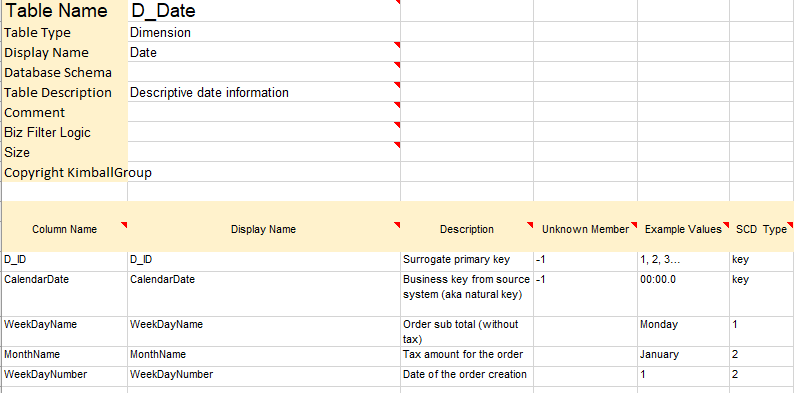 Table Name D_Date
Table Type Dimension
Display Name Date
Database Schema
Table Description Descriptive date information
Comment
Biz Filter Logic
Size
Copyright KimballGroup
Column Name Display Name Description Unknown Member Example Values SCD Type
D_ID D_ID Surrogate primary key -1 1, 2, 3... key
CalendarDate CalendarDate Business key from source -1 00:00.0 key
system (aka natural key)
WeekDayName WeekDayName Order sub total (without Monday 1
tax)
MonthName MonthName Tax amount for the order January 2
WeekDayNumber WeekDayNumber Date of the order creation 1 2